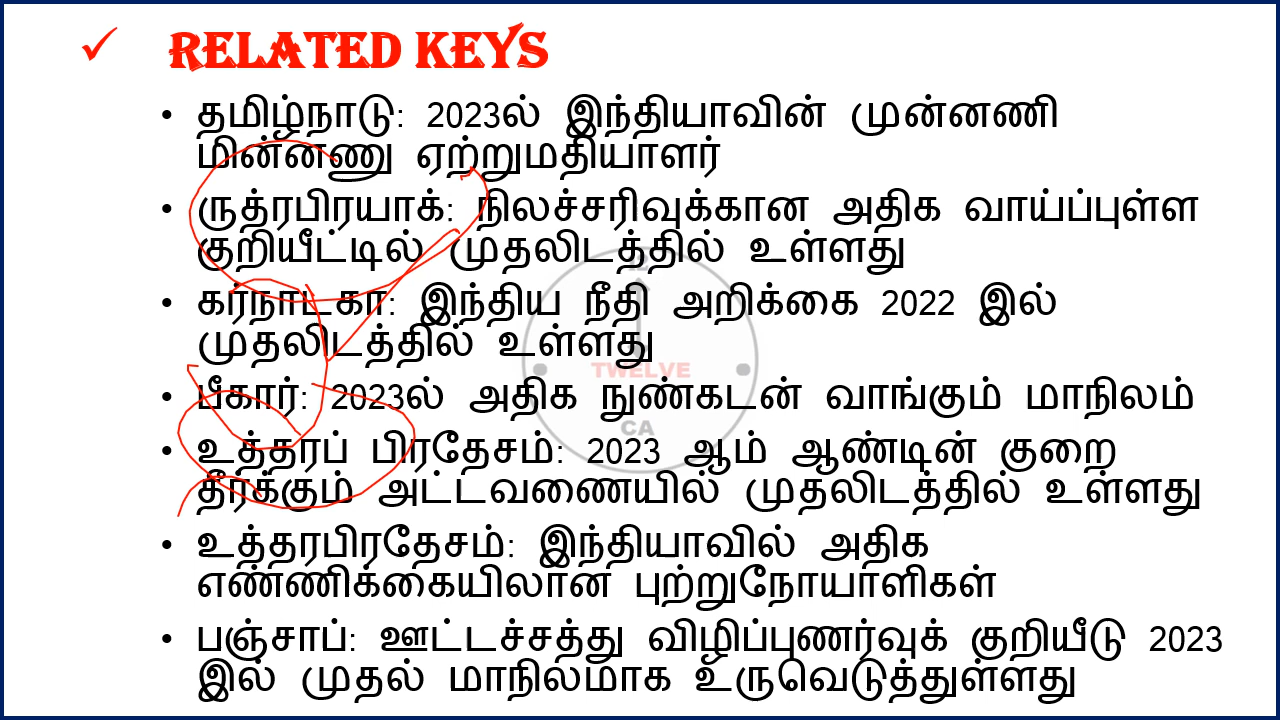 RELATED KEYS
• தமிழ்நாடு: 2023ல் இந்தியாவின் முன்னணி
மின்னணு ஏற்றுமதியாளர்
• ருத்ரபிரயாக்: நிலச்சரிவுக்கான அதிக வாய்ப்புள்ள
குறியீட்டில் முதலிடத்தில் உள்ளது
• கர்நாடகா: இந்திய நீதி அறிக்கை 2022 இல்
முதலிடத்தில் உள்ளது
TWELVE
• பீகார்: 2023ல் அதிக நுண்கடன் வாங்கும் மாநிலம்
CA
• உத்தரப் பிரதேசம்: 2023 ஆம் ஆண்டின் குறை
தீர்க்கும் அட்டவணையில் முதலிடத்தில் உள்ளது
• உத்தரபிரதேசம்: இந்தியாவில் அதிக
எண்ணிக்கையிலான புற்றுநோயாளிகள்
• பஞ்சாப்: ஊட்டச்சத்து விழிப்புணர்வுக் குறியீடு 2023
இல் முதல் மாநிலமாக உருவெடுத்துள்ளது